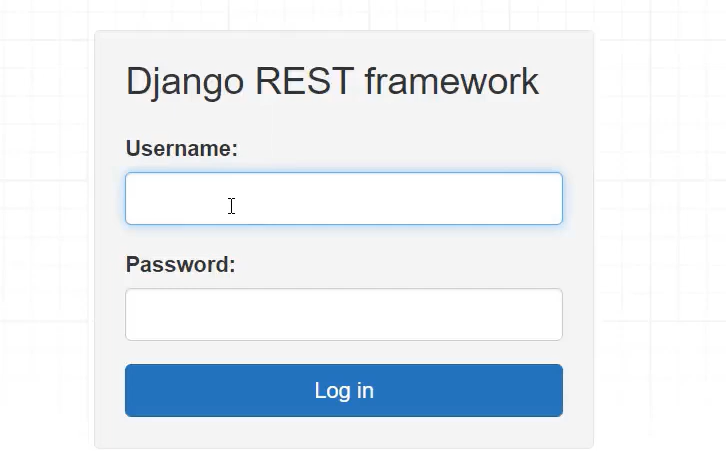 Django REST framework
Username:
Password:
Log in